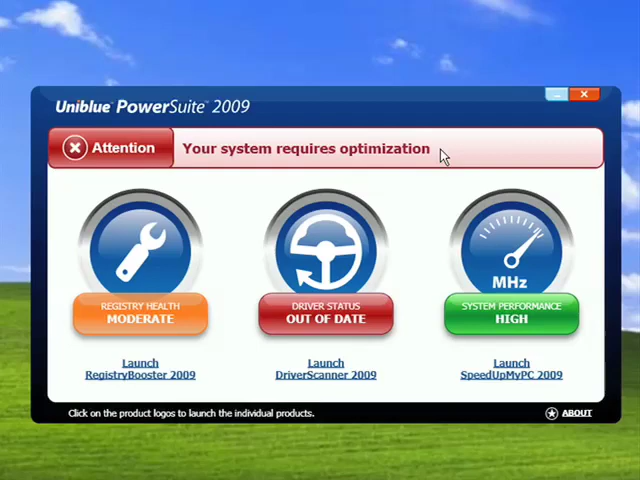 Uniblue™ PowerSuite™ 2009
Attention
Your system requires optimization
MHz
REGISTRY HEALTH
MODERATE
DRIVER STATUS
OUT OF DATE
SYSTEM PERFORMANCE
HIGH
Launch
RegistryBooster 2009
Launch
DriverScanner 2009
Launch
SpeedUpMyPC 2009
Click on the product logos to launch the individual products.
ABOUT